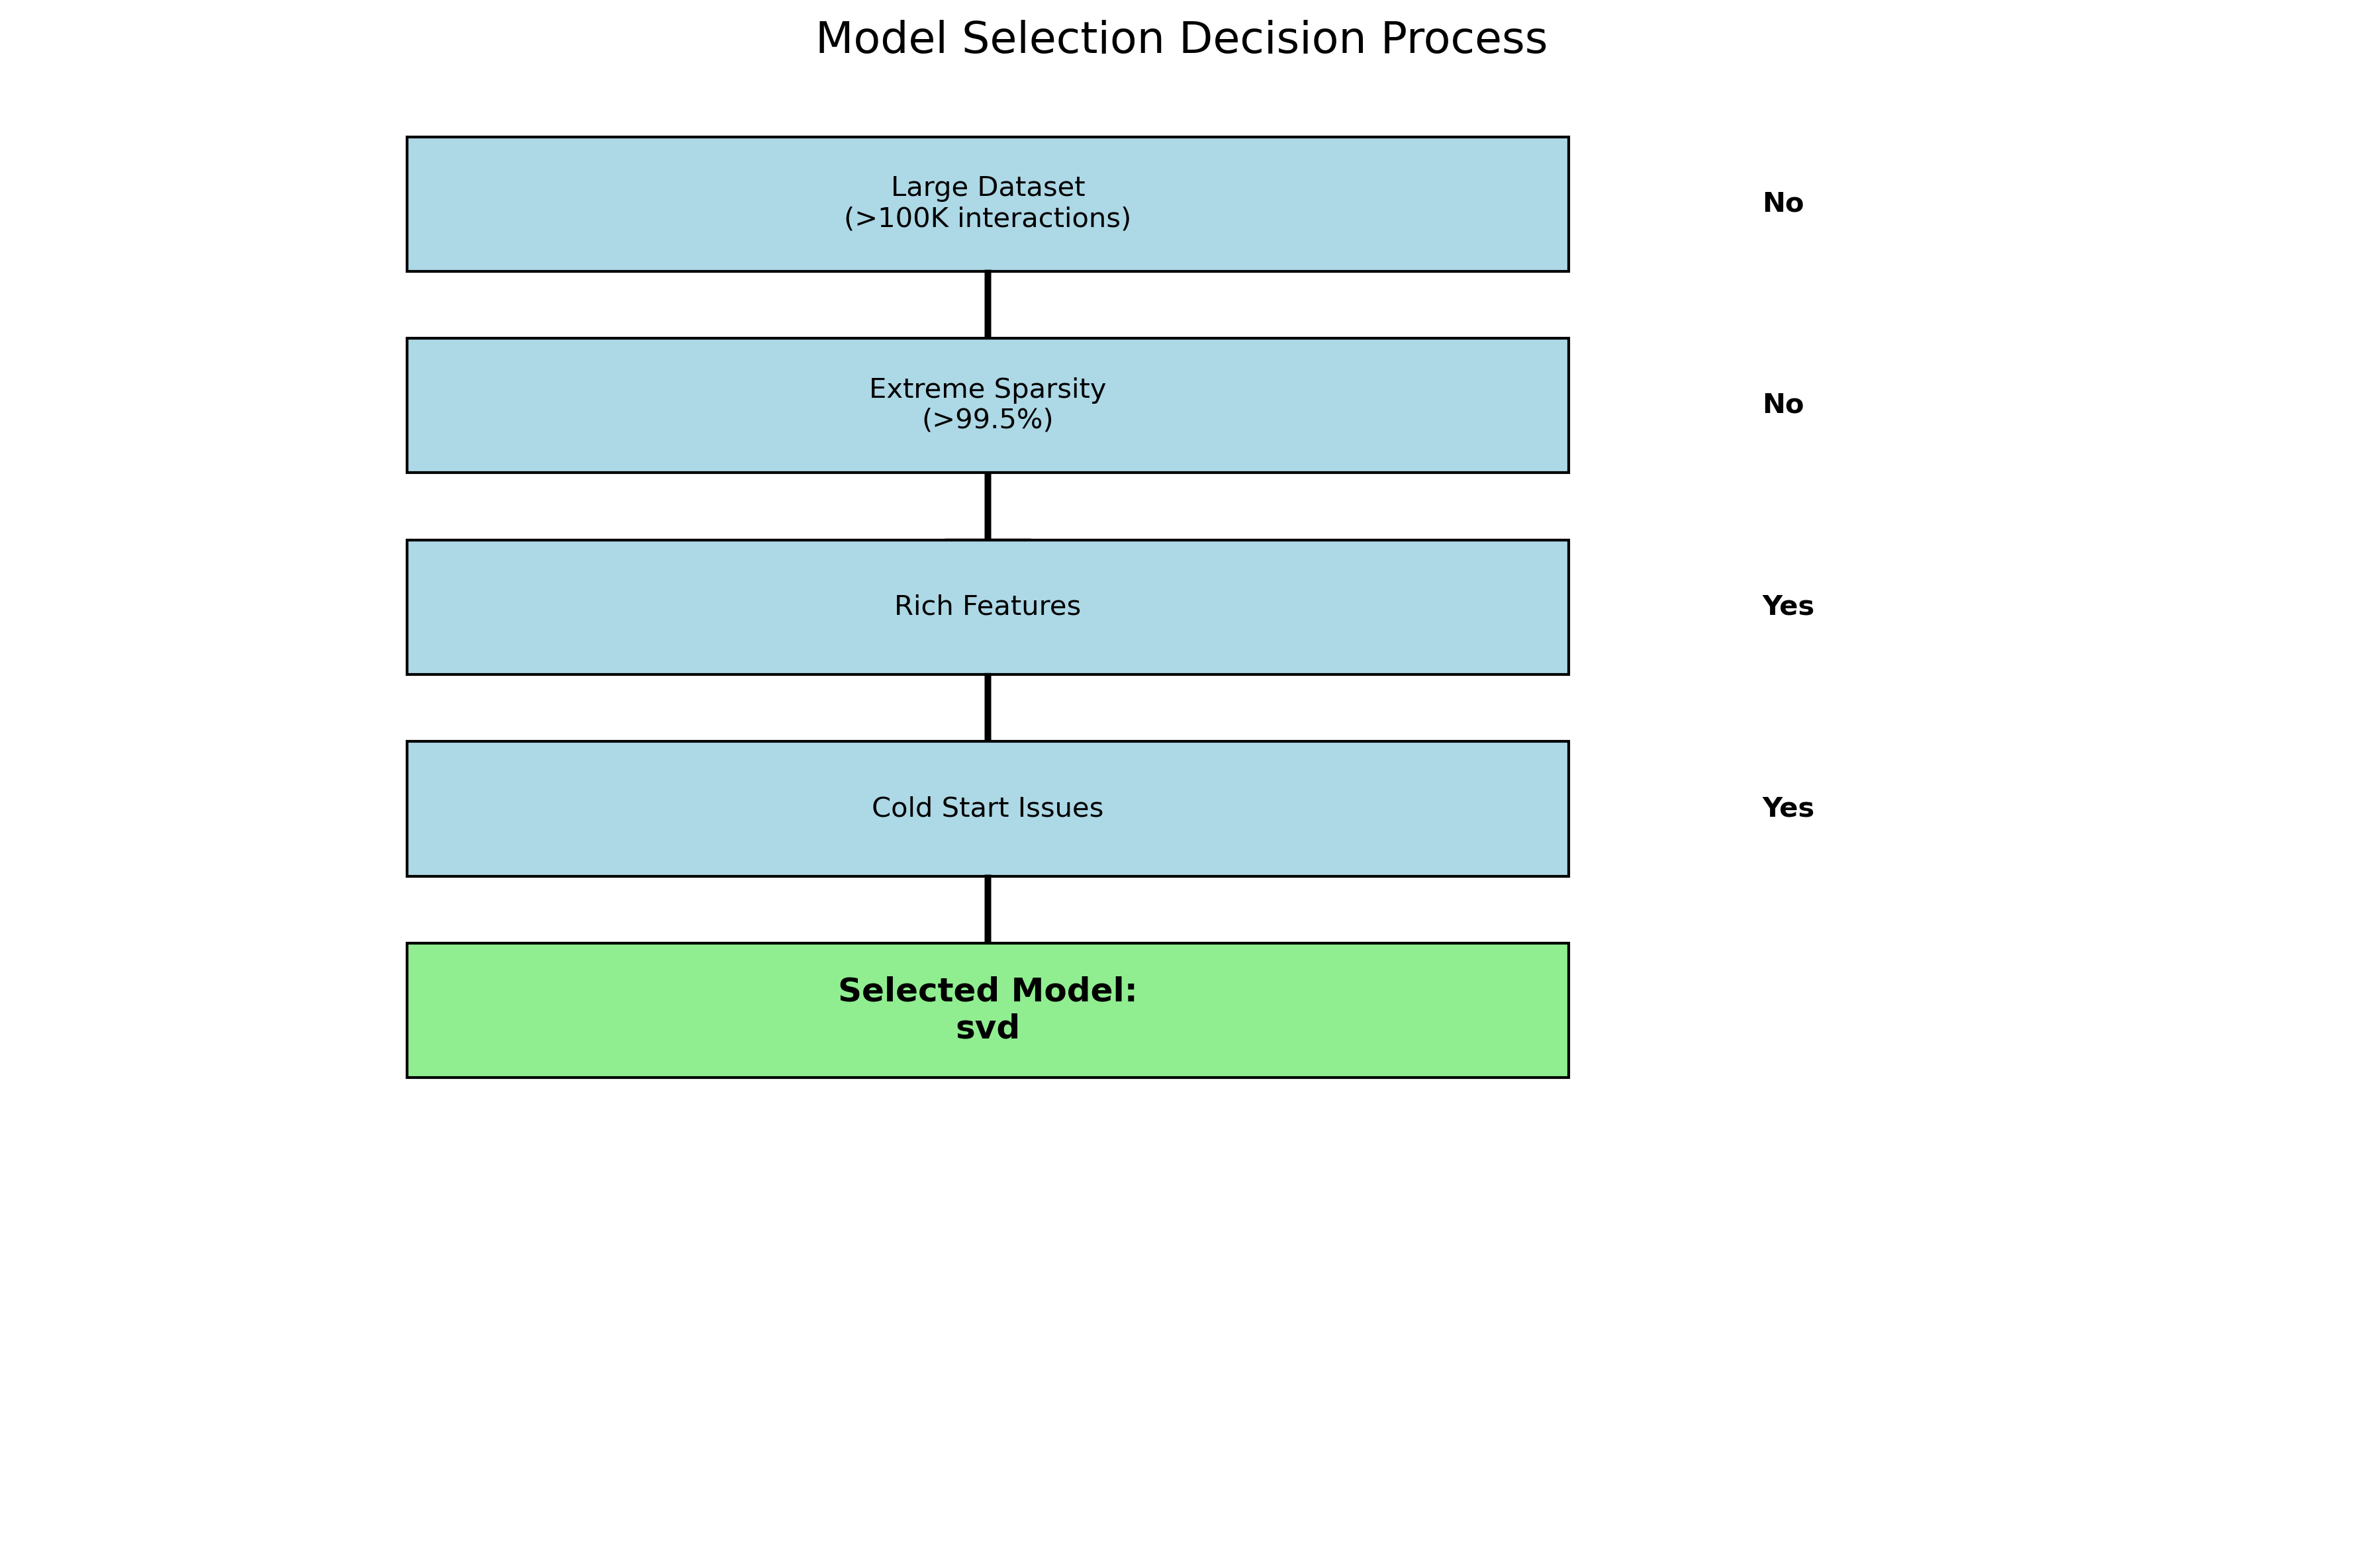 Model Selection Decision Process
Large Dataset
(>100K interactions)
No
Extreme Sparsity
(>99.5%)
No
Rich Features
Yes
Cold Start Issues
Yes
Selected Model:
svd